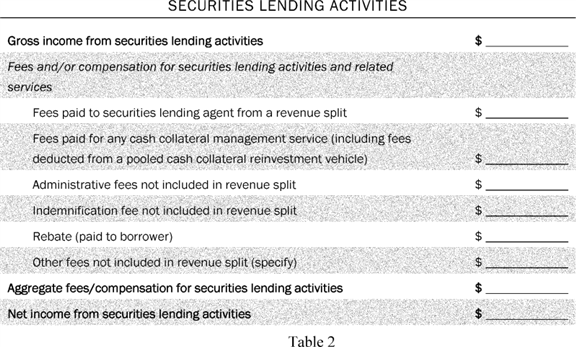 SECURITIES LENDING ACTIVITIES
Gross income from securities lending activities $ ____________
Fees and/or compensation for securities lending activities and related
services
Fees paid to securities lending agent from a revenue split $ ____________
Fees paid for any cash collateral management service (including fees
deducted from a pooled cash collateral reinvestment vehicle) $ ____________
Administrative fees not included in revenue split $ ____________
Indemnification fee not included in revenue split $ ____________
Rebate (paid to borrower) $ ____________
Other fees not included in revenue split (specify) $ ____________
Aggregate fees/compensation for securities lending activities $ ____________
Net income from securities lending activities $ ____________
Table 2